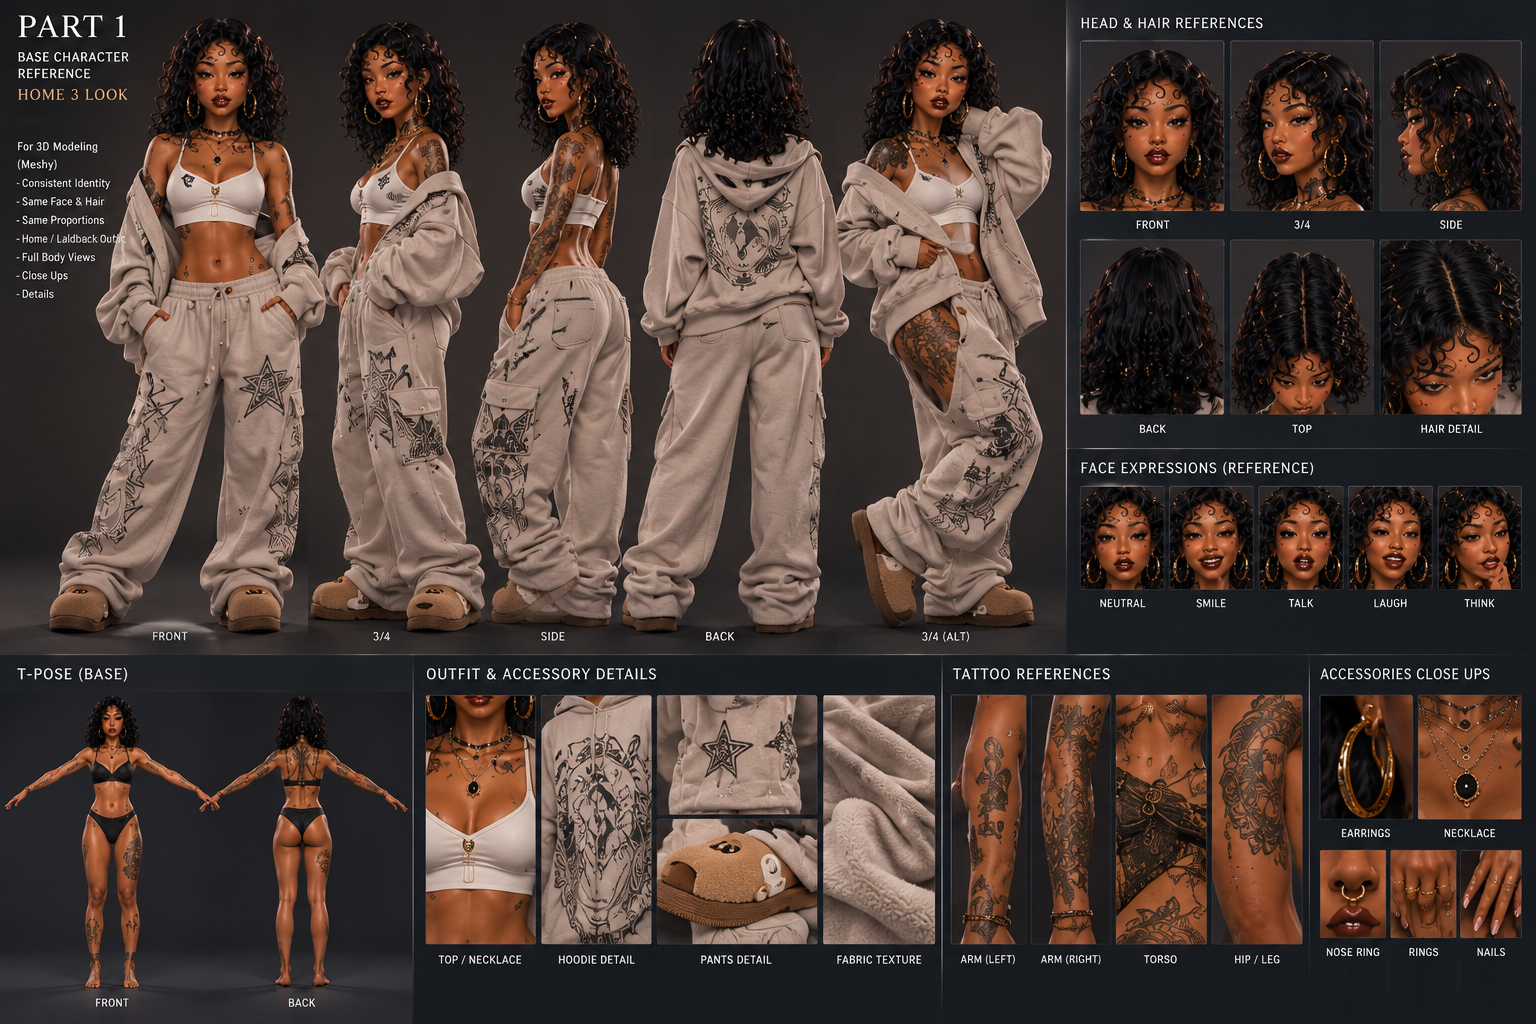 PART 1
BASE CHARACTER
REFERENCE
HOME 3 LOOK
For 3D Modeling
(Meshy)
- Consistent Identity
- Same Face & Hair
- Same Proportions
- Home / Laldback Outfit
- Full Body Views
- Close Ups
- Details
FRONT
3/4
SIDE
BACK
3/4 (ALT)
HEAD & HAIR REFERENCES
FRONT
3/4
SIDE
BACK
TOP
HAIR DETAIL
FACE EXPRESSIONS (REFERENCE)
NEUTRAL
SMILE
TALK
LAUGH
THINK
T-POSE (BASE)
FRONT
BACK
OUTFIT & ACCESSORY DETAILS
TOP / NECKLACE
HOODIE DETAIL
PANTS DETAIL
FABRIC TEXTURE
TATTOO REFERENCES
ARM (LEFT)
ARM (RIGHT)
TORSO
HIP / LEG
ACCESSORIES CLOSE UPS
EARRINGS
NECKLACE
NOSE RING
RINGS
NAILS